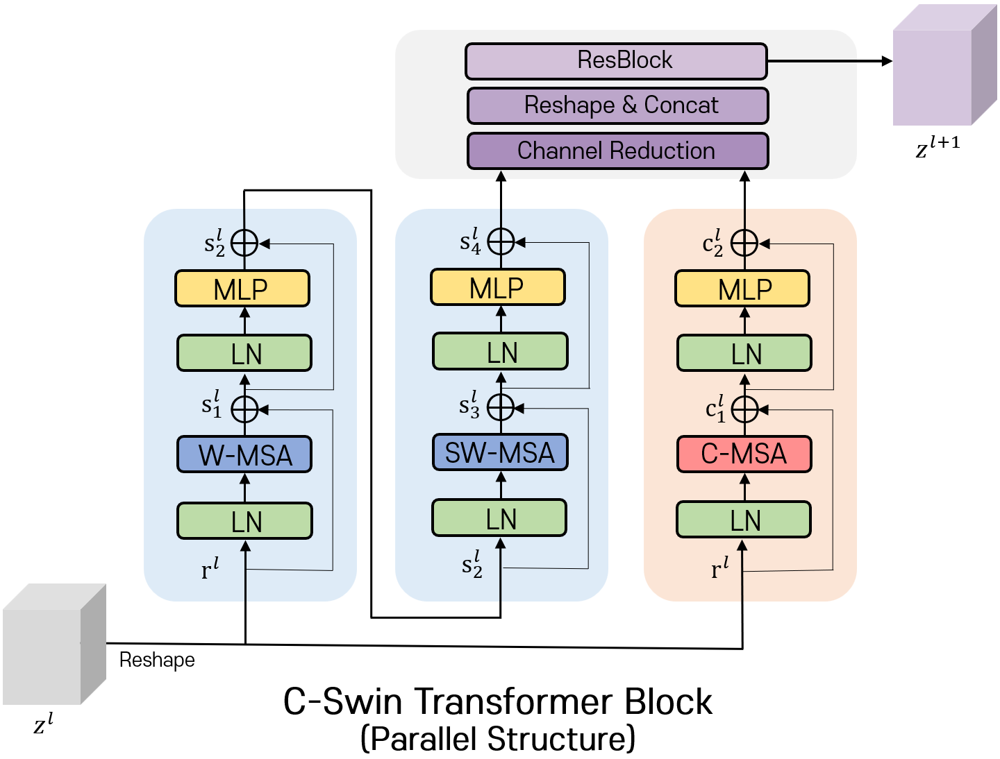 ResBlock
Reshape & Concat
Channel Reduction
z^{l+1}
s_2^l
MLP
LN
s_1^l
W-MSA
LN
r^l
s_4^l
MLP
LN
s_3^l
SW-MSA
LN
s_2^l
c_2^l
MLP
LN
c_1^l
C-MSA
LN
r^l
Reshape
z^l
C-Swin Transformer Block
(Parallel Structure)